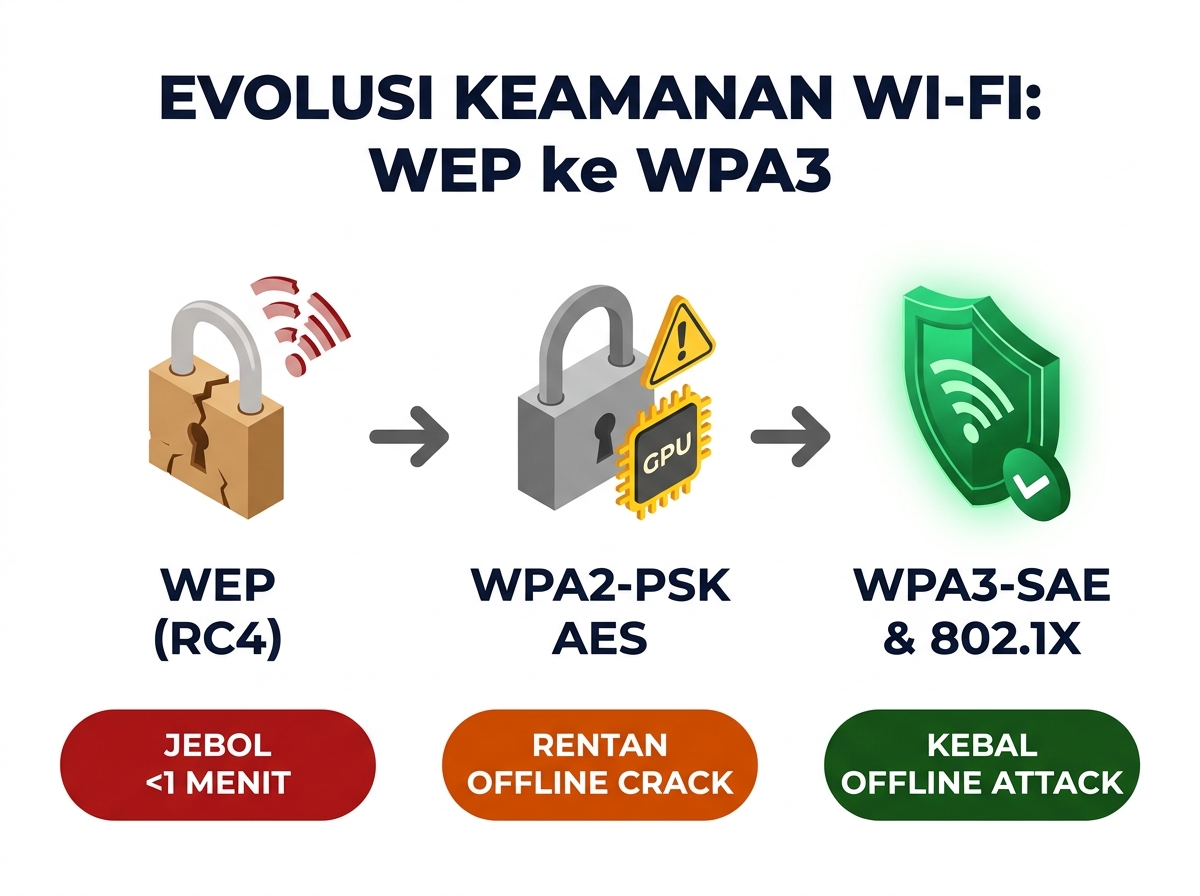 EVOLUSI KEAMANAN WI-FI:
WEP ke WPA3
GPU
WEP
(RC4)
WPA2-PSK
AES
WPA3-SAE
& 802.1X
JEBOL
<1 MENIT
RENTAN
OFFLINE CRACK
KEBAL
OFFLINE ATTACK